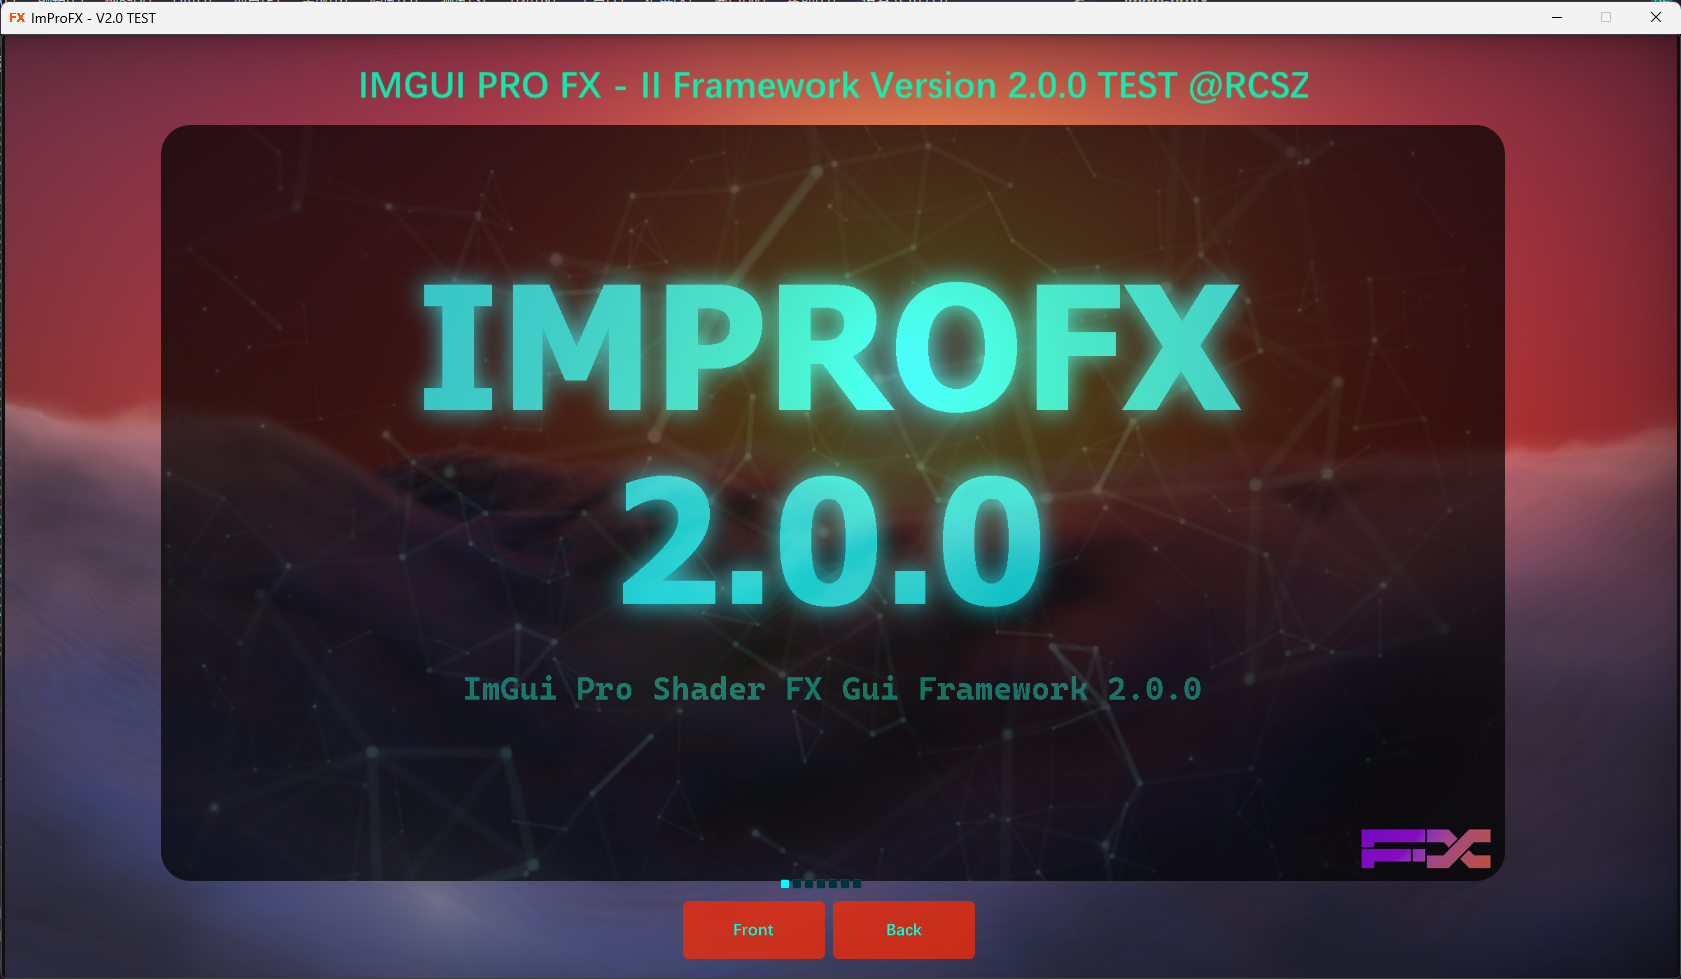 FX ImProFX - V2.0 TEST
IMGUI PRO FX - II Framework Version 2.0.0 TEST @RCSZ
IMPROFX
2.0.0
ImGui Pro Shader FX Gui Framework 2.0.0
FX
Front
Back